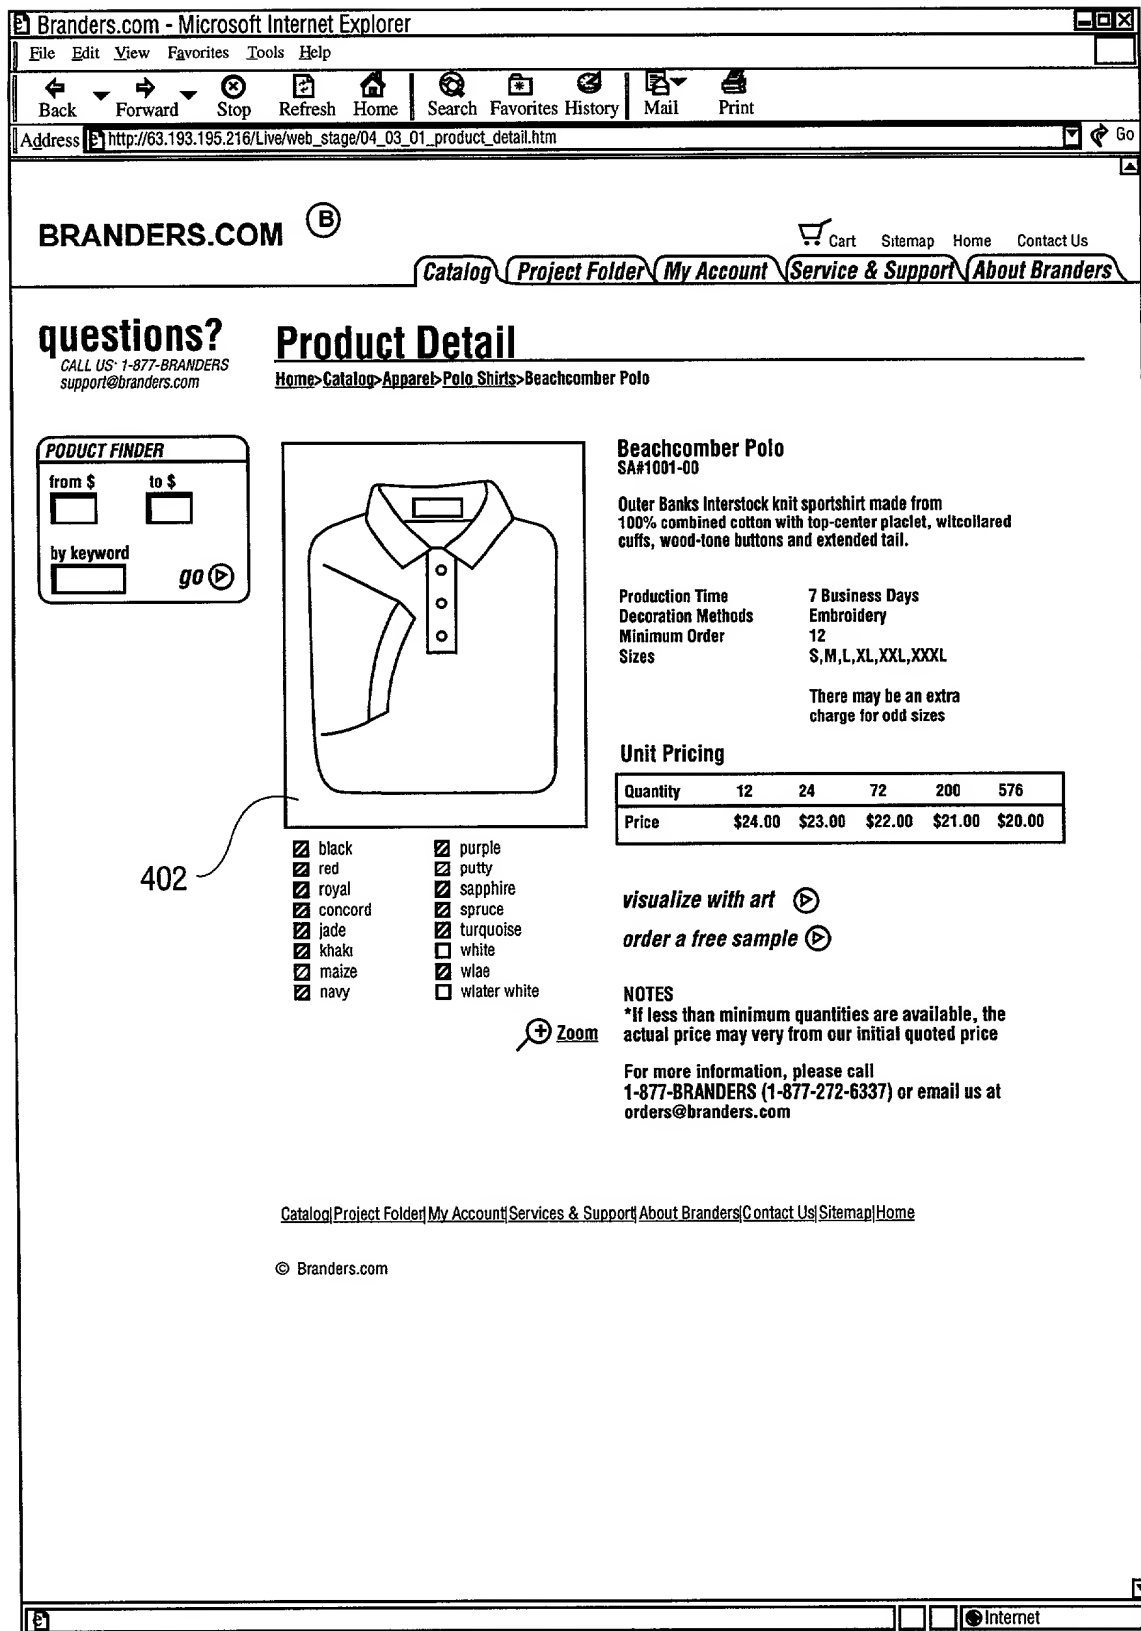 Branders.com - Microsoft Internet Explorer
File Edit View Favorites Tools Help
Back Forward Stop Refresh Home Search Favorites History Mail Print
Address http://63.193.195.216/Live/web_stage/04_03_01_product_detail.htm Go
BRANDERS.COM B
Cart Sitemap Home Contact Us
Catalog Project Folder My Account Service & Support About Branders
questions?
CALL US: 1-877-BRANDERS
support@branders.com
Product Detail
Home>Catalog>Apparel>Polo Shirts>Beachcomber Polo
PODUCT FINDER
from $ to $
by keyword
go
Beachcomber Polo
SA#1001-00
Outer Banks Interstock knit sportshirt made from
100% combined cotton with top-center placlet, witcollared
cuffs, wood-tone buttons and extended tail.
Production Time 7 Business Days
Decoration Methods Embroidery
Minimum Order 12
Sizes S,M,L,XL,XXL,XXXL
There may be an extra
charge for odd sizes
Unit Pricing
Quantity 12 24 72 200 576
Price $24.00 $23.00 $22.00 $21.00 $20.00
402
black purple
red putty
royal sapphire
concord spruce
jade turquoise
khaki white
maize wlae
navy wlater white
Zoom
visualize with art
order a free sample
NOTES
*If less than minimum quantities are available, the
actual price may very from our initial quoted price
For more information, please call
1-877-BRANDERS (1-877-272-6337) or email us at
orders@branders.com
Catalog|Project Folder|My Account|Services & Support|About Branders|Contact Us|Sitemap|Home
© Branders.com
Internet